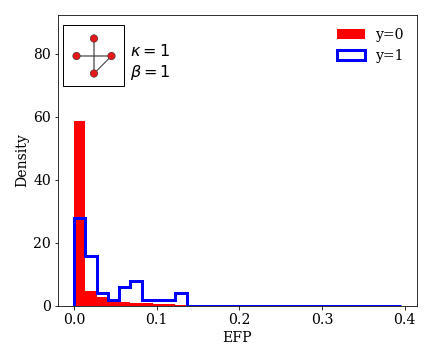 κ = 1
β = 1
y=0
y=1
Density
80
60
40
20
0
0.0 0.1 0.2 0.3 0.4
EFP